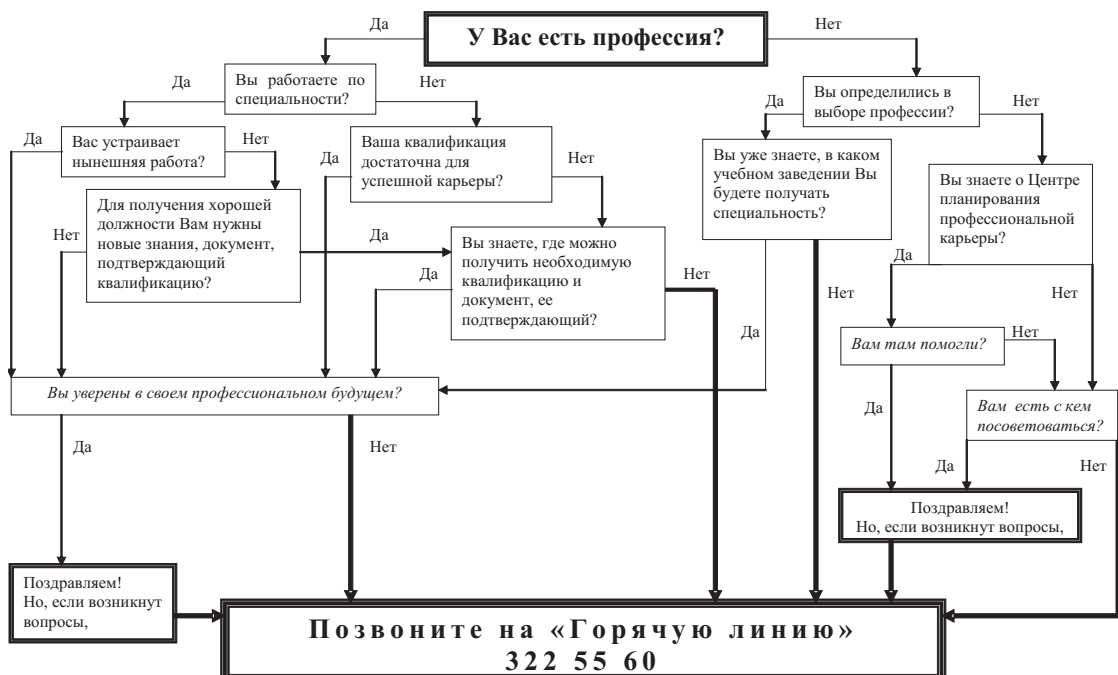 У Вас есть профессия?
Да
Нет
Вы работаете по
специальности?
Да
Нет
Вы определились в
выборе профессии?
Да
Нет
Вас устраивает
нынешняя работа?
Да
Нет
Ваша квалификация
достаточна для
успешной карьеры?
Да
Нет
Вы уже знаете, в каком
учебном заведении Вы
будете получать
специальность?
Вы знаете о Центре
планирования
профессиональной
карьеры?
Для получения хорошей
должности Вам нужны
новые знания, документ,
подтверждающий
квалификацию?
Нет
Да
Вы знаете, где можно
получить необходимую
квалификацию и
документ, ее
подтверждающий?
Да
Нет
Да
Нет
Да
Нет
Вам там помогли?
Нет
Да
Вы уверены в своем профессиональном будущем?
Да
Нет
Вам есть с кем
посоветоваться?
Да
Нет
Поздравляем!
Но, если возникнут вопросы,
Поздравляем!
Но, если возникнут
вопросы,
Позвоните на «Горячую линию»
322 55 60